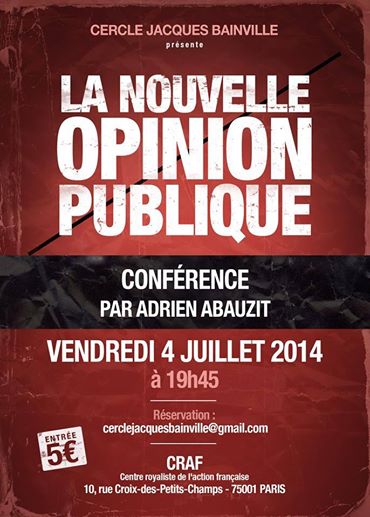 CERCLE JACQUES BAINVILLE
présente
LA NOUVELLE
OPINION
PUBLIQUE
CONFÉRENCE
PAR ADRIEN ABAUZIT
VENDREDI 4 JUILLET 2014
à 19h45
Réservation :
cerclejacquesbainville@gmail.com
ENTRÉE
5€
CRAF
Centre royaliste de l'action française
10, rue Croix-des-Petits-Champs - 75001 PARIS